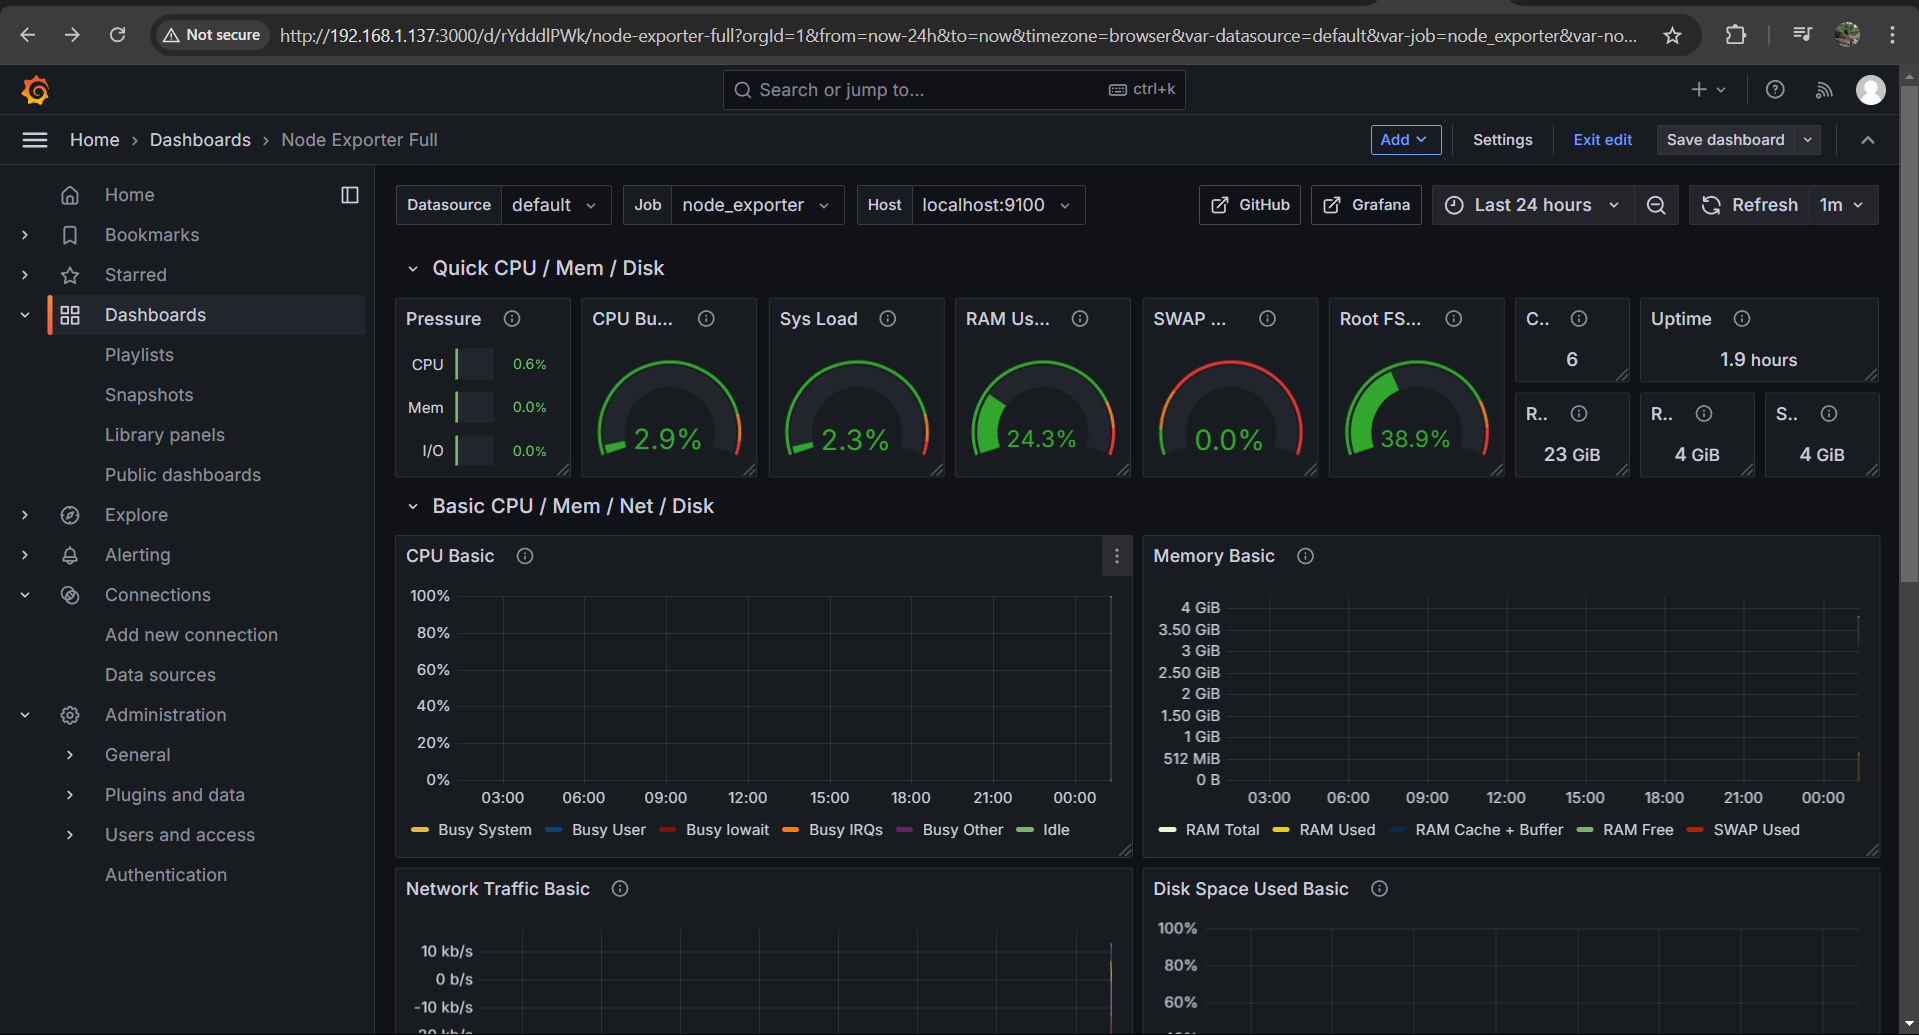 Not secure
http://192.168.1.137:3000/d/rYdddlPWk/node-exporter-full?orgId=1&from=now-24h&to=now&timezone=browser&var-datasource=default&var-job=node_exporter&var-no...
Search or jump to... ctrl+k
Home › Dashboards › Node Exporter Full
Add
Settings
Exit edit
Save dashboard
Home
Bookmarks
Starred
Dashboards
Playlists
Snapshots
Library panels
Public dashboards
Explore
Alerting
Connections
Add new connection
Data sources
Administration
General
Plugins and data
Users and access
Authentication
Datasource default
Job node_exporter
Host localhost:9100
GitHub
Grafana
Last 24 hours
Refresh 1m
Quick CPU / Mem / Disk
Pressure
CPU 0.6%
Mem 0.0%
I/O 0.0%
CPU Bu...
2.9%
Sys Load
2.3%
RAM Us...
24.3%
SWAP ...
0.0%
Root FS...
38.9%
C..
6
Uptime
1.9 hours
R..
23 GiB
R..
4 GiB
S..
4 GiB
Basic CPU / Mem / Net / Disk
CPU Basic
100%
80%
60%
40%
20%
0%
03:00 06:00 09:00 12:00 15:00 18:00 21:00 00:00
Busy System Busy User Busy Iowait Busy IRQs Busy Other Idle
Memory Basic
4 GiB
3.50 GiB
3 GiB
2.50 GiB
2 GiB
1.50 GiB
1 GiB
512 MiB
0 B
03:00 06:00 09:00 12:00 15:00 18:00 21:00 00:00
RAM Total RAM Used RAM Cache + Buffer RAM Free SWAP Used
Network Traffic Basic
10 kb/s
0 b/s
-10 kb/s
Disk Space Used Basic
100%
80%
60%